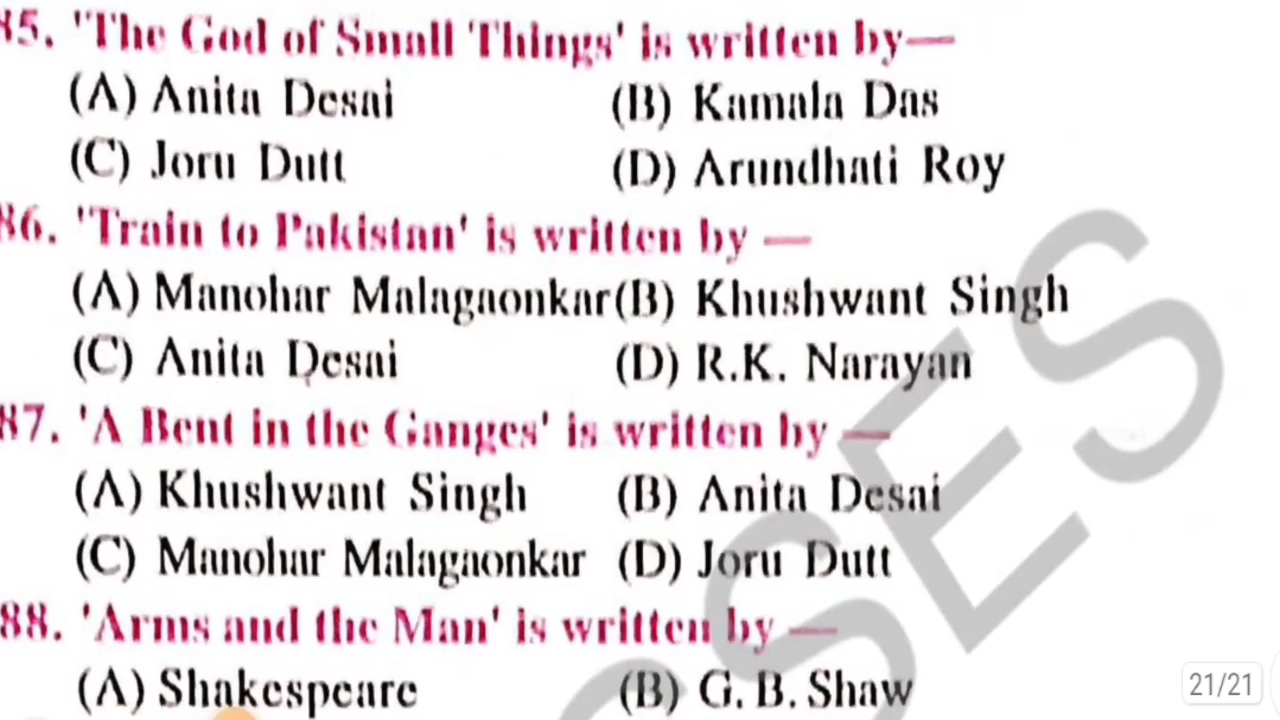 85. 'The God of Small Things' is written by—
(A) Anita Desai (B) Kamala Das
(C) Joru Dutt (D) Arundhati Roy
86. 'Train to Pakistan' is written by —
(A) Manohar Malagaonkar (B) Khushwant Singh
(C) Anita Desai (D) R.K. Narayan
87. 'A Bent in the Ganges' is written by —
(A) Khushwant Singh (B) Anita Desai
(C) Manohar Malagaonkar (D) Joru Dutt
88. 'Arms and the Man' is written by —
(A) Shakespeare (B) G. B. Shaw
SES
21/21